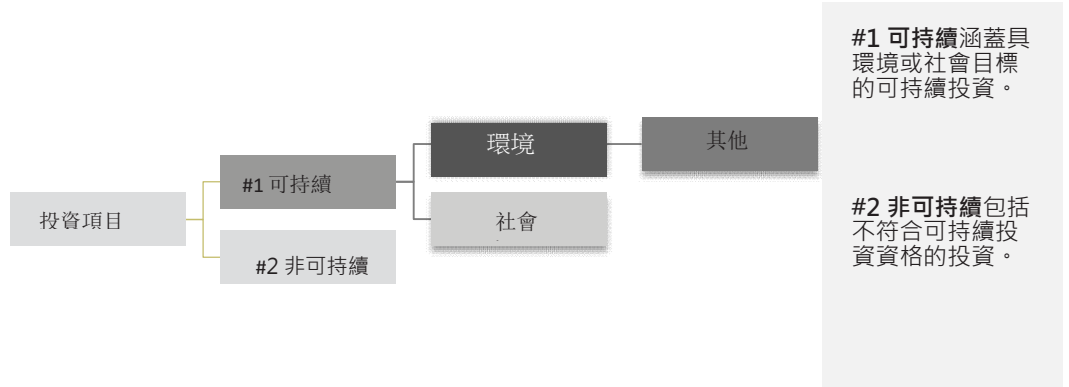 投資項目
#1 可持續
#2 非可持續
環境
社會
其他
#1 可持續涵蓋具
環境或社會目標
的可持續投資。
#2 非可持續包括
不符合可持續投
資資格的投資。